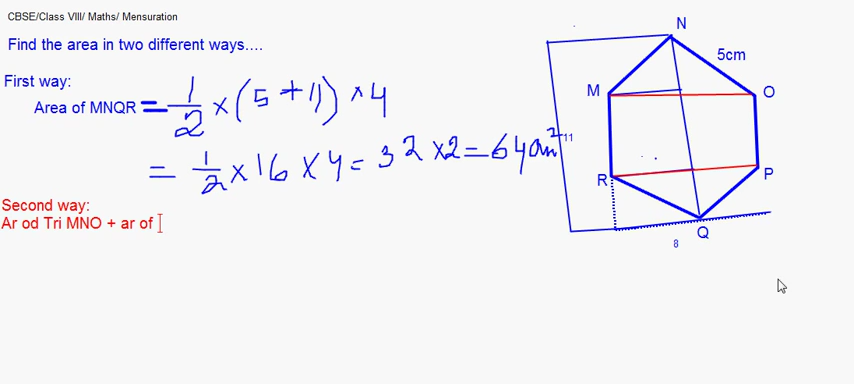 CBSE/Class VIII/ Maths/ Mensuration
Find the area in two different ways....
First way:
Area of MNQR = 1/2 × (5 + 11) × 4
= 1/2 × 16 × 4 = 32 × 2 = 64 cm²
Second way:
Ar od Tri MNO + ar of
N
5cm
M
O
11
R
P
Q
8